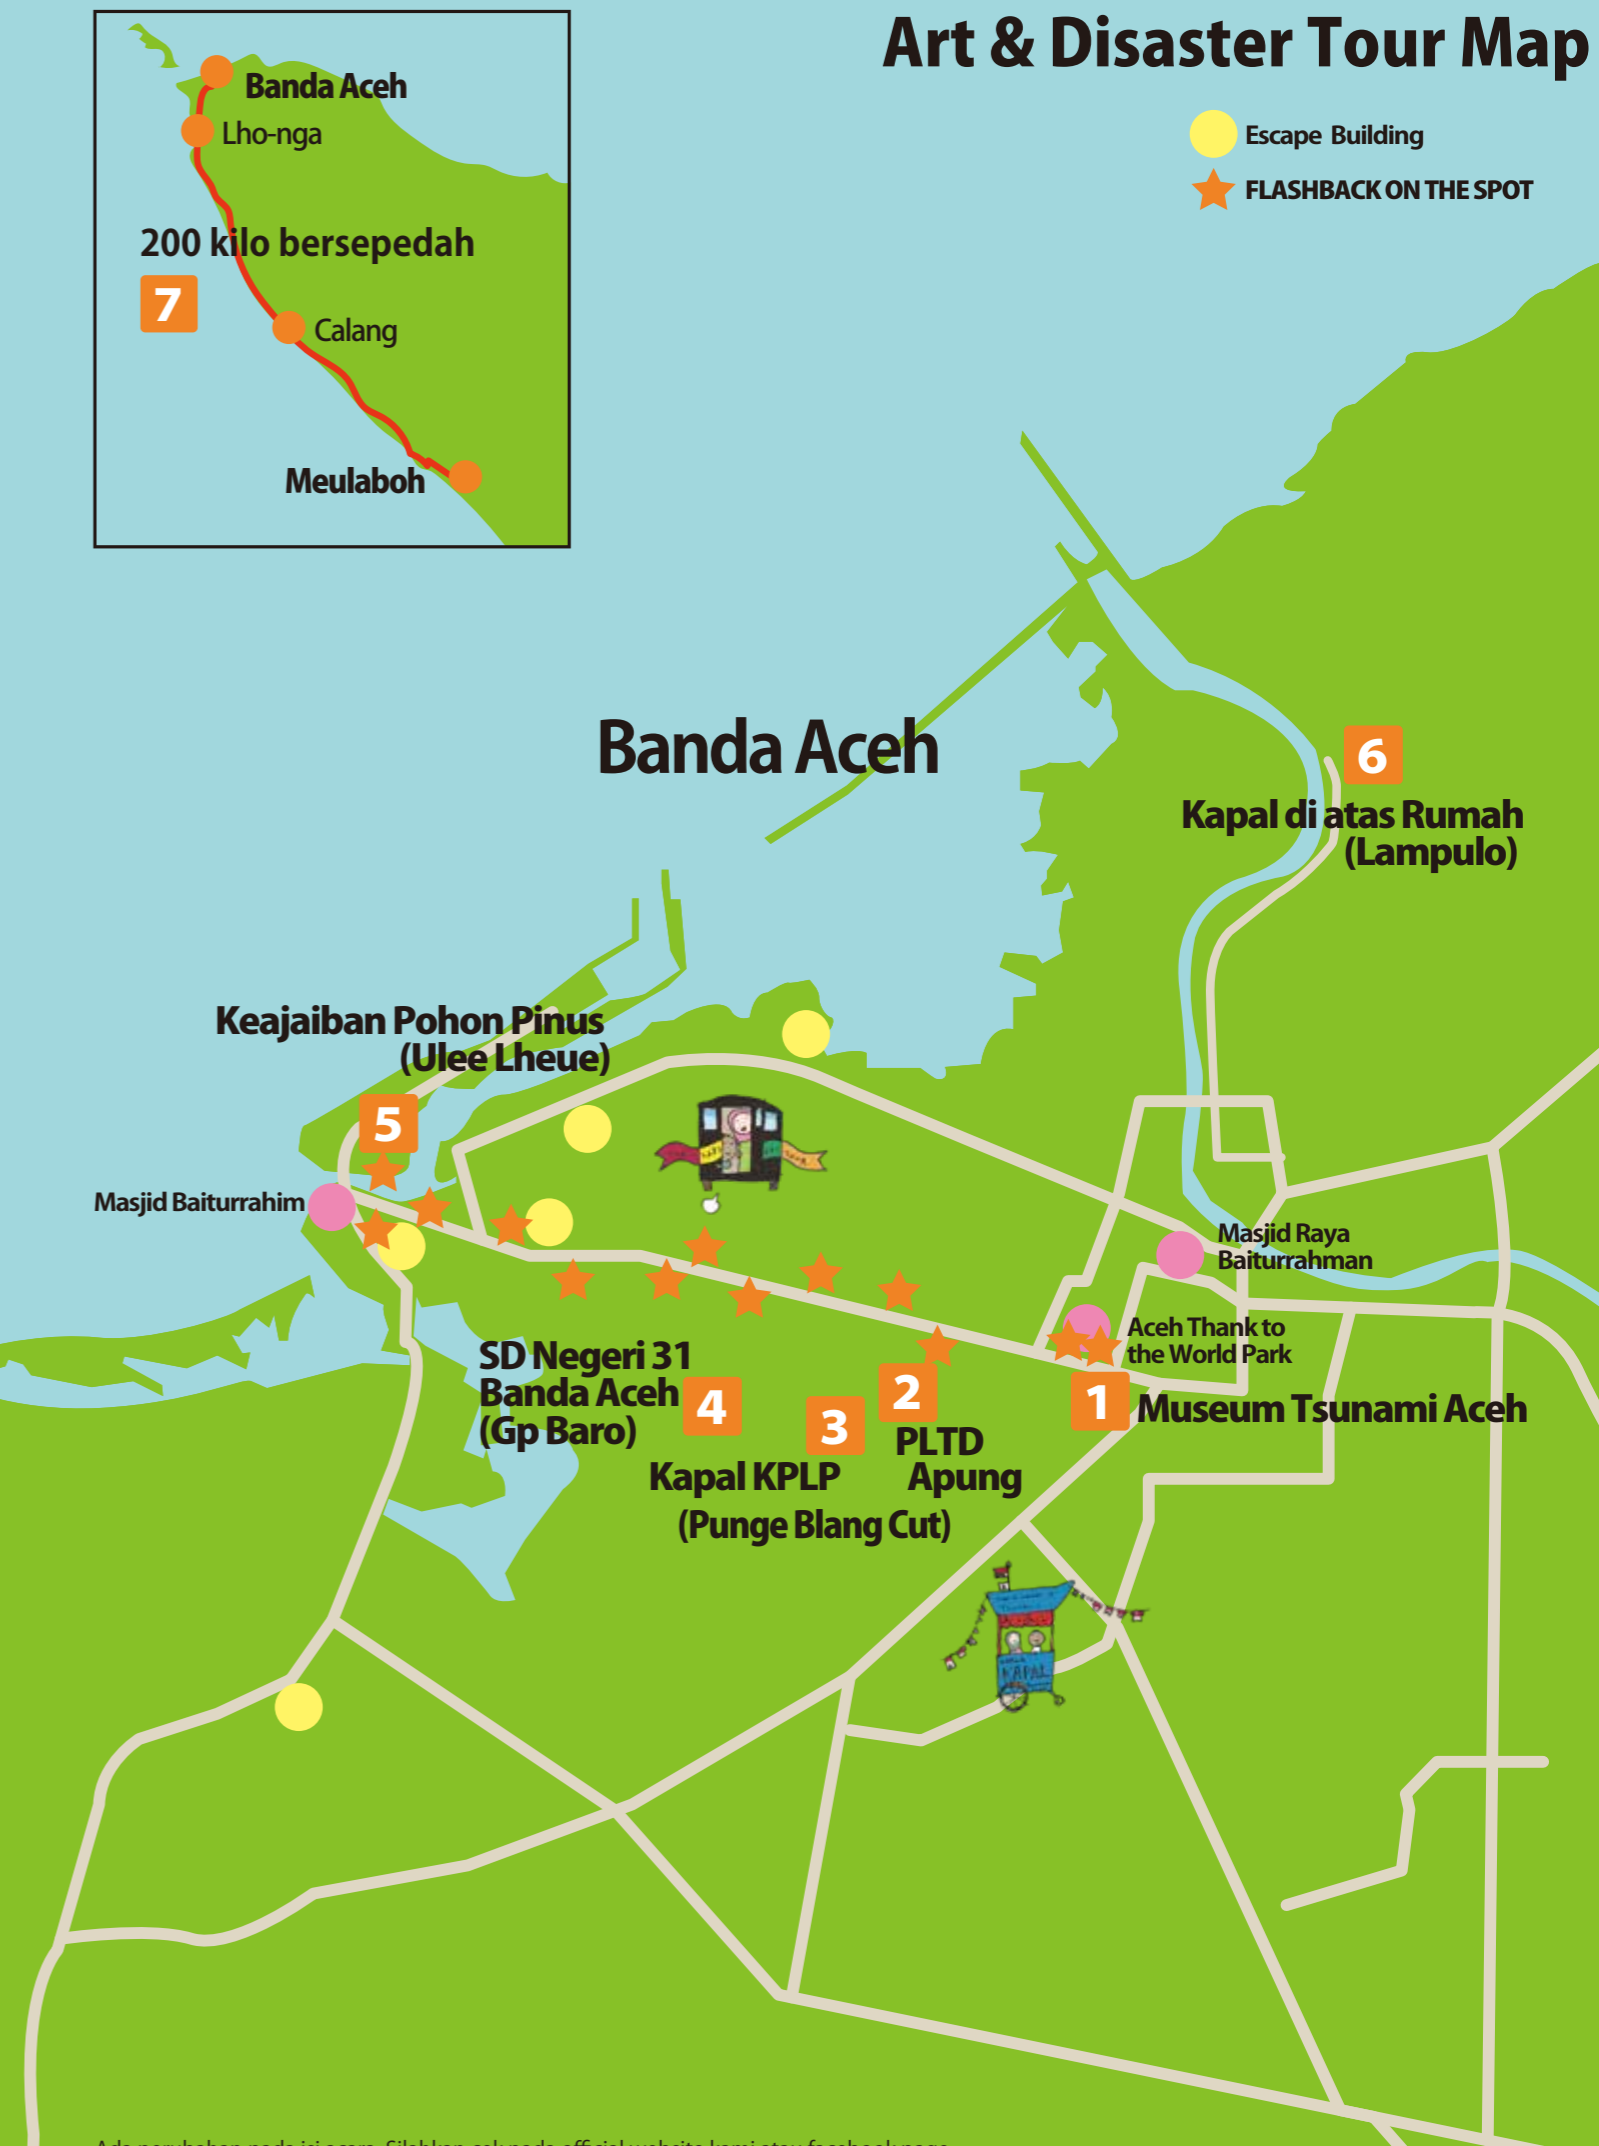 Art & Disaster Tour Map
Escape Building
FLASHBACK ON THE SPOT
Banda Aceh
Lho-nga
200 kilo bersepedah
7
Calang
Meulaboh
Banda Aceh
6
Kapal di atas Rumah
(Lampulo)
Keajaiban Pohon Pinus
(Ulee Lheue)
5
Masjid Baiturrahim
Masjid Raya
Baiturrahman
Aceh Thank to
the World Park
SD Negeri 31
Banda Aceh
(Gp Baro)
4
3
Kapal KPLP
(Punge Blang Cut)
2
PLTD
Apung
1
Museum Tsunami Aceh
KAPAL